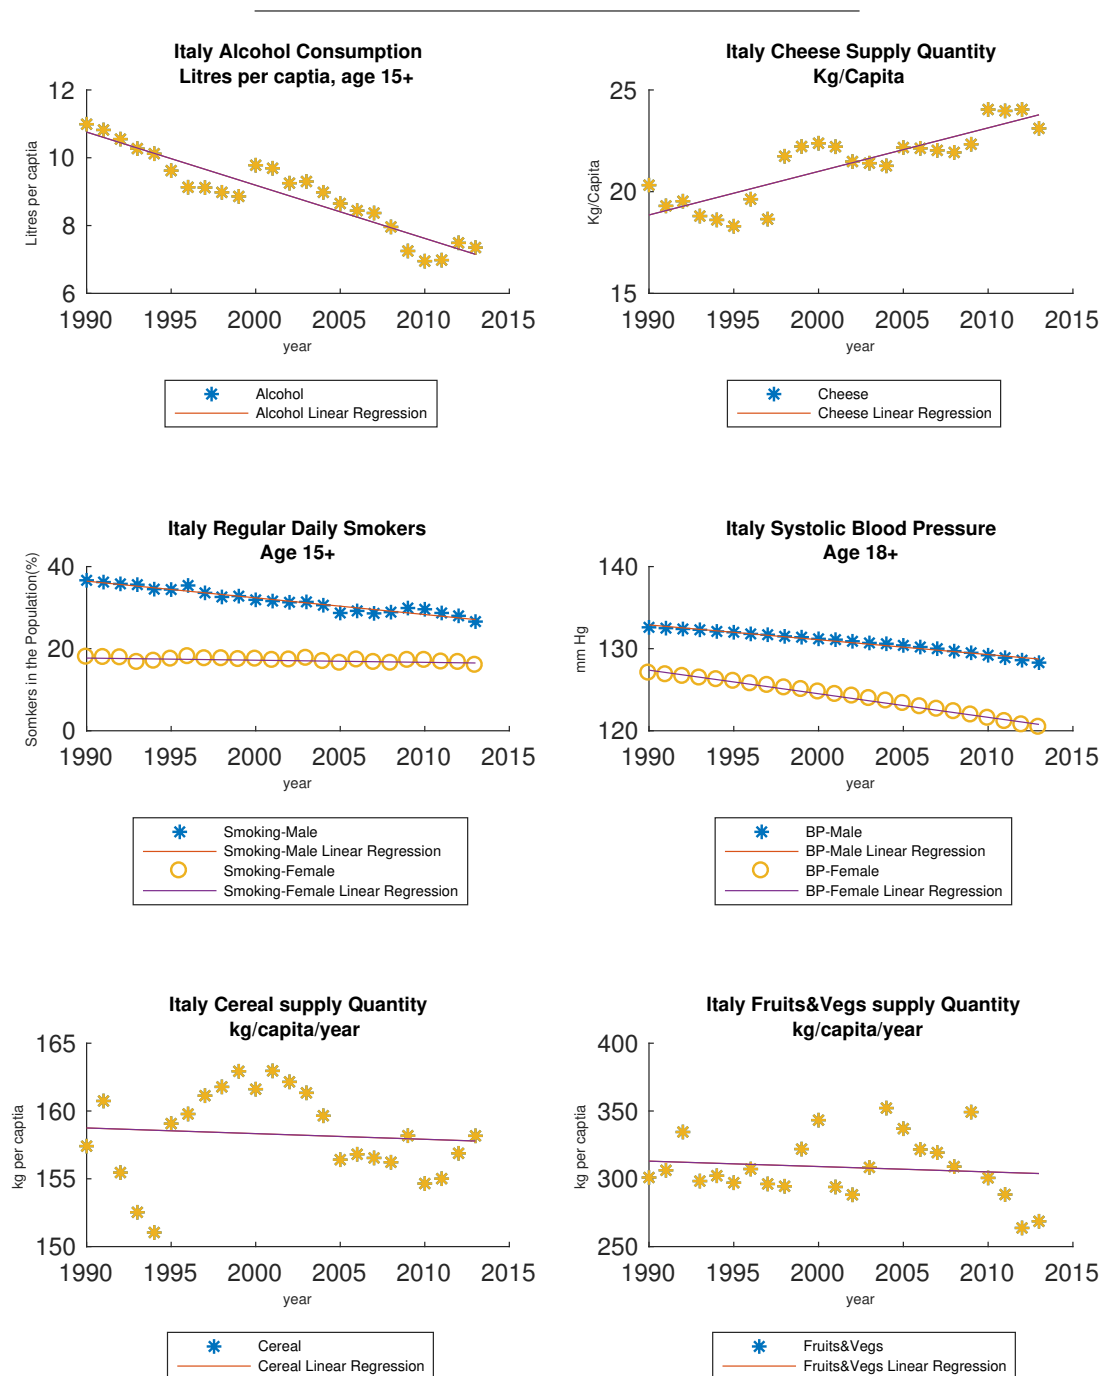 Italy Alcohol Consumption
Litres per captia, age 15+
12
10
8
6
Litres per captia
1990 1995 2000 2005 2010 2015
year
Alcohol
Alcohol Linear Regression
Italy Cheese Supply Quantity
Kg/Capita
25
20
15
Kg/Capita
1990 1995 2000 2005 2010 2015
year
Cheese
Cheese Linear Regression
Italy Regular Daily Smokers
Age 15+
40
20
0
Somkers in the Population(%)
1990 1995 2000 2005 2010 2015
year
Smoking-Male
Smoking-Male Linear Regression
Smoking-Female
Smoking-Female Linear Regression
Italy Systolic Blood Pressure
Age 18+
140
130
120
mm Hg
1990 1995 2000 2005 2010 2015
year
BP-Male
BP-Male Linear Regression
BP-Female
BP-Female Linear Regression
Italy Cereal supply Quantity
kg/capita/year
165
160
155
150
kg per captia
1990 1995 2000 2005 2010 2015
year
Cereal
Cereal Linear Regression
Italy Fruits&Vegs supply Quantity
kg/capita/year
400
350
300
250
kg per captia
1990 1995 2000 2005 2010 2015
year
Fruits&Vegs
Fruits&Vegs Linear Regression